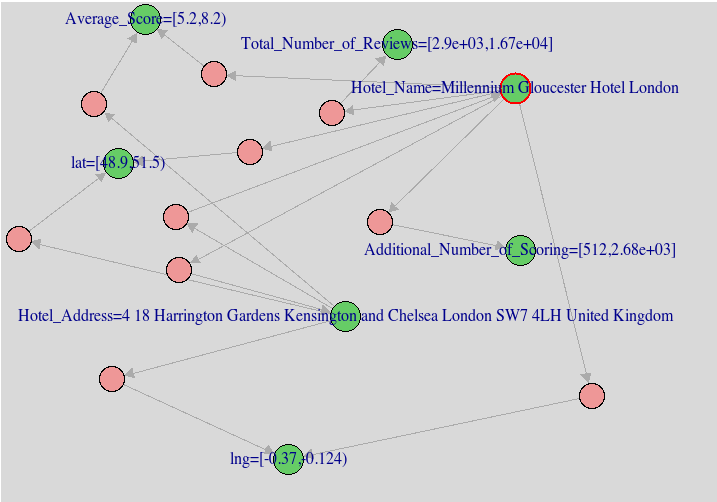 Average_Score=[5.2,8.2)
Total_Number_of_Reviews=[2.9e+03,1.67e+04]
Hotel_Name=Millennium Gloucester Hotel London
lat=[48.9,51.5)
Additional_Number_of_Scoring=[512,2.68e+03]
Hotel_Address=4 18 Harrington Gardens Kensington and Chelsea London SW7 4LH United Kingdom
lng=[-0.37,-0.124)